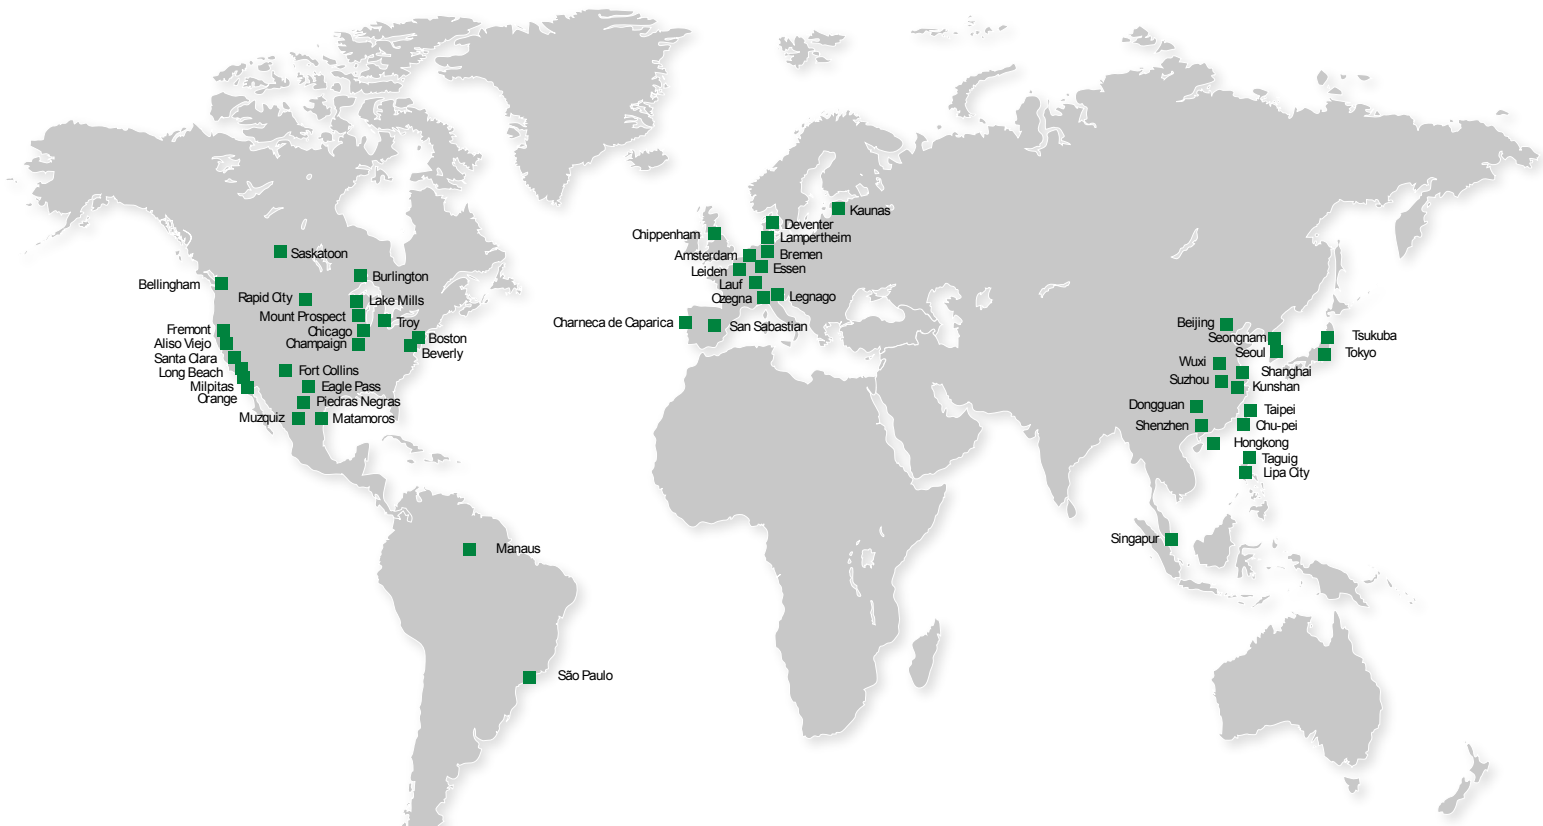 Saskatoon
Burlington
Bellingham
Rapid City
Lake Mills
Mount Prospect
Troy
Fremont
Chicago
Boston
Aliso Viejo
Champaign
Beverly
Santa Clara
Long Beach
Fort Collins
Milpitas
Eagle Pass
Orange
Piedras Negras
Muzquiz
Matamoros
Manaus
São Paulo
Kaunas
Deventer
Chippenham
Lampertheim
Amsterdam
Bremen
Leiden
Essen
Lauf
Ozegna
Legnago
Charneca de Caparica
San Sabastian
Beijing
Seongnam
Tsukuba
Seoul
Tokyo
Wuxi
Shanghai
Suzhou
Kunshan
Dongguan
Taipei
Shenzhen
Chu-pei
Hongkong
Taguig
Lipa City
Singapur